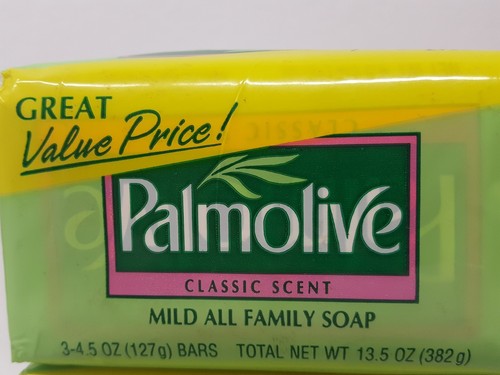 GREAT
Value Price!
Palmolive
CLASSIC SCENT
MILD ALL FAMILY SOAP
3-4.5 OZ (127g) BARS TOTAL NET WT 13.5 OZ (382g)